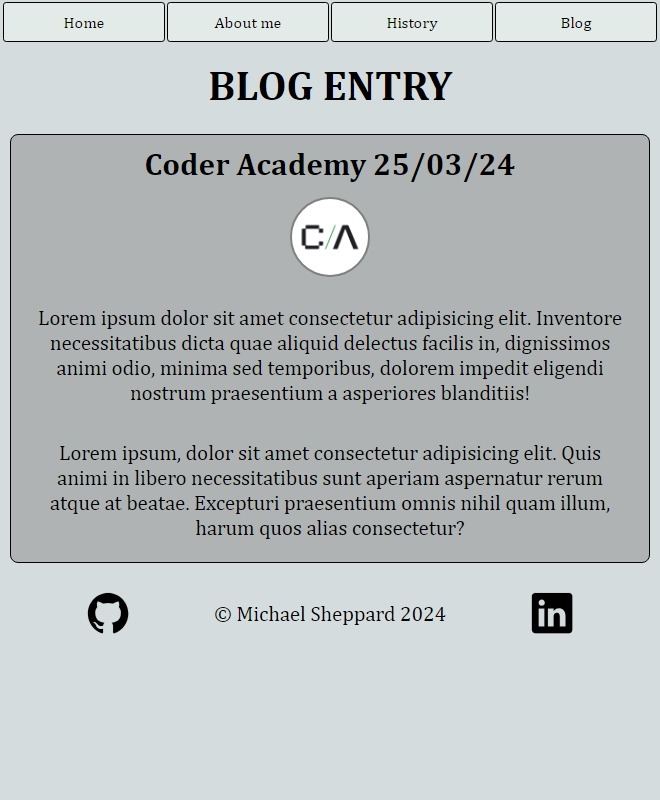 Home
About me
History
Blog
BLOG ENTRY
Coder Academy 25/03/24
C/Λ
Lorem ipsum dolor sit amet consectetur adipisicing elit. Inventore
necessitatibus dicta quae aliquid delectus facilis in, dignissimos
animi odio, minima sed temporibus, dolorem impedit eligendi
nostrum praesentium a asperiores blanditiis!
Lorem ipsum, dolor sit amet consectetur adipisicing elit. Quis
animi in libero necessitatibus sunt aperiam aspernatur rerum
atque at beatae. Excepturi praesentium omnis nihil quam illum,
harum quos alias consectetur?
© Michael Sheppard 2024
in